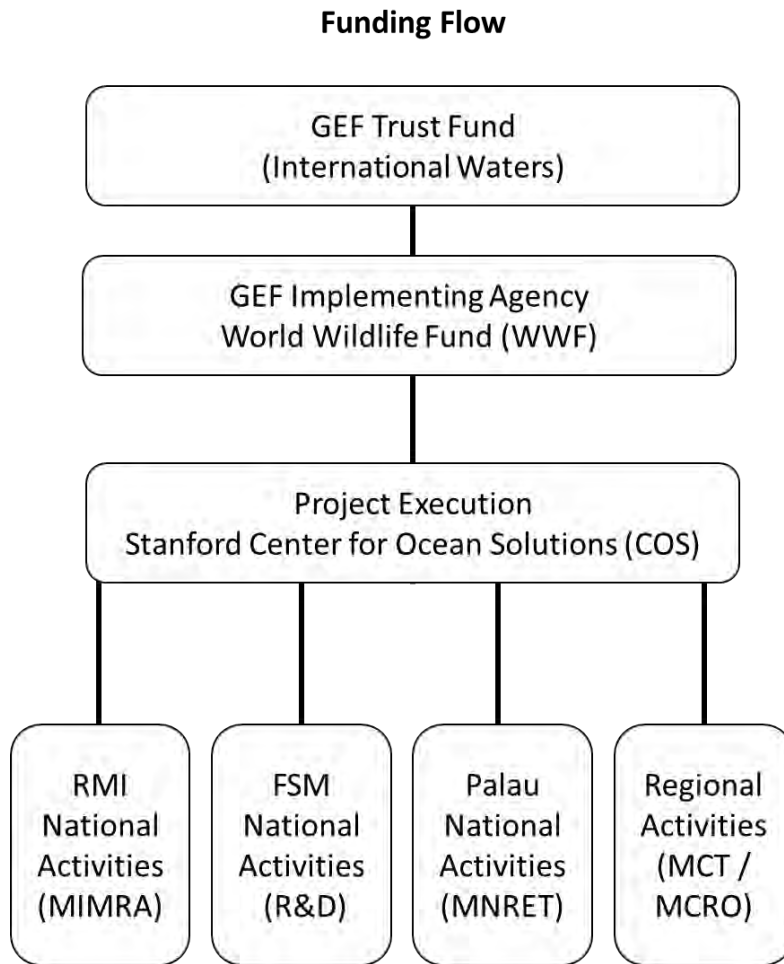 Funding Flow
GEF Trust Fund
(International Waters)
GEF Implementing Agency
World Wildlife Fund (WWF)
Project Execution
Stanford Center for Ocean Solutions (COS)
RMI
National
Activities
(MIMRA)
FSM
National
Activities
(R&D)
Palau
National
Activities
(MNRET)
Regional
Activities
(MCT /
MCRO)